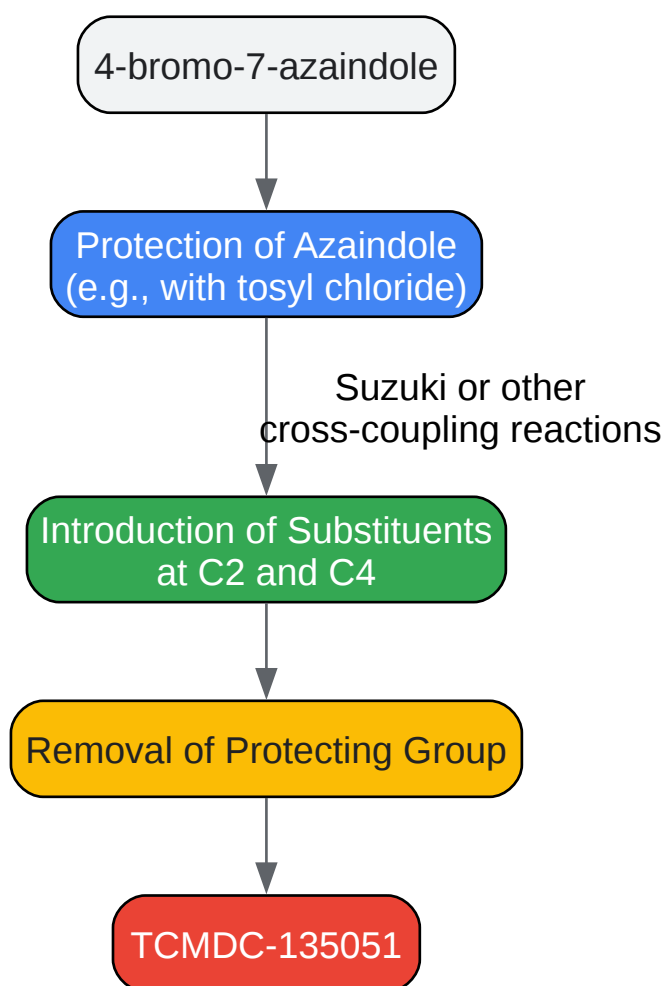 4-bromo-7-azaindole
Protection of Azaindole
(e.g., with tosyl chloride)
Suzuki or other
cross-coupling reactions
Introduction of Substituents
at C2 and C4
Removal of Protecting Group
TCMDC-135051